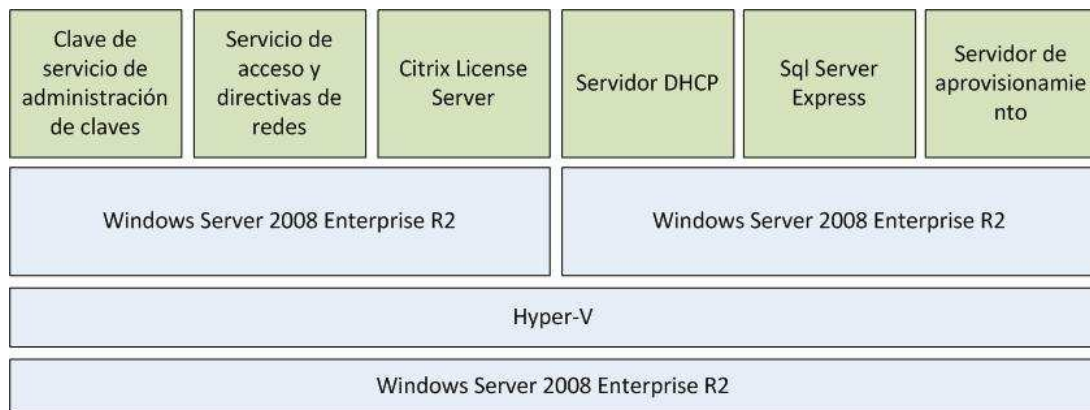 Clave de
servicio de
administración
de claves
Servicio de
acceso y
directivas de
redes
Citrix License
Server
Servidor DHCP
Sql Server
Express
Servidor de
aprovisionamie
nto
Windows Server 2008 Enterprise R2
Windows Server 2008 Enterprise R2
Hyper-V
Windows Server 2008 Enterprise R2